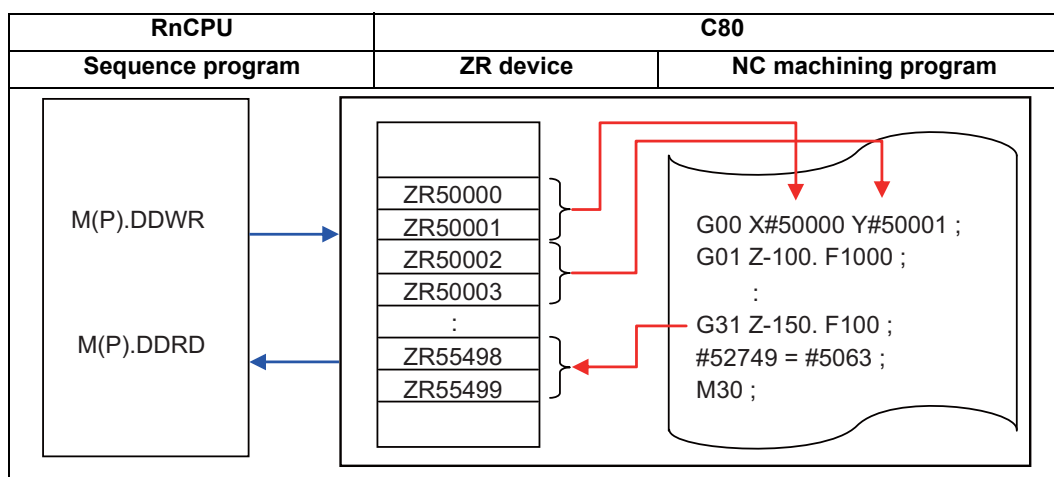 RnCPU C80
Sequence program ZR device NC machining program
M(P).DDWR
M(P).DDRD
ZR50000
ZR50001
ZR50002
ZR50003
:
ZR55498
ZR55499
G00 X#50000 Y#50001 ;
G01 Z-100. F1000 ;
:
G31 Z-150. F100 ;
#52749 = #5063 ;
M30 ;